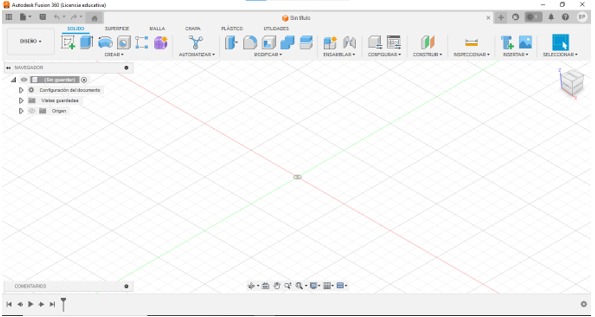 Autodesk Fusion 360 (Licencia educativa)
Sin título
EP
DISEÑO
SÓLIDO SUPERFICIE MALLA CHAPA PLÁSTICO UTILIDADES
CREAR AUTOMATIZAR MODIFICAR ENSAMBLAR CONFIGURAR CONSTRUIR INSPECCIONAR INSERTAR SELECCIONAR
NAVEGADOR
(Sin guardar)
Configuración del documento
Vistas guardadas
Origen
COMENTARIOS